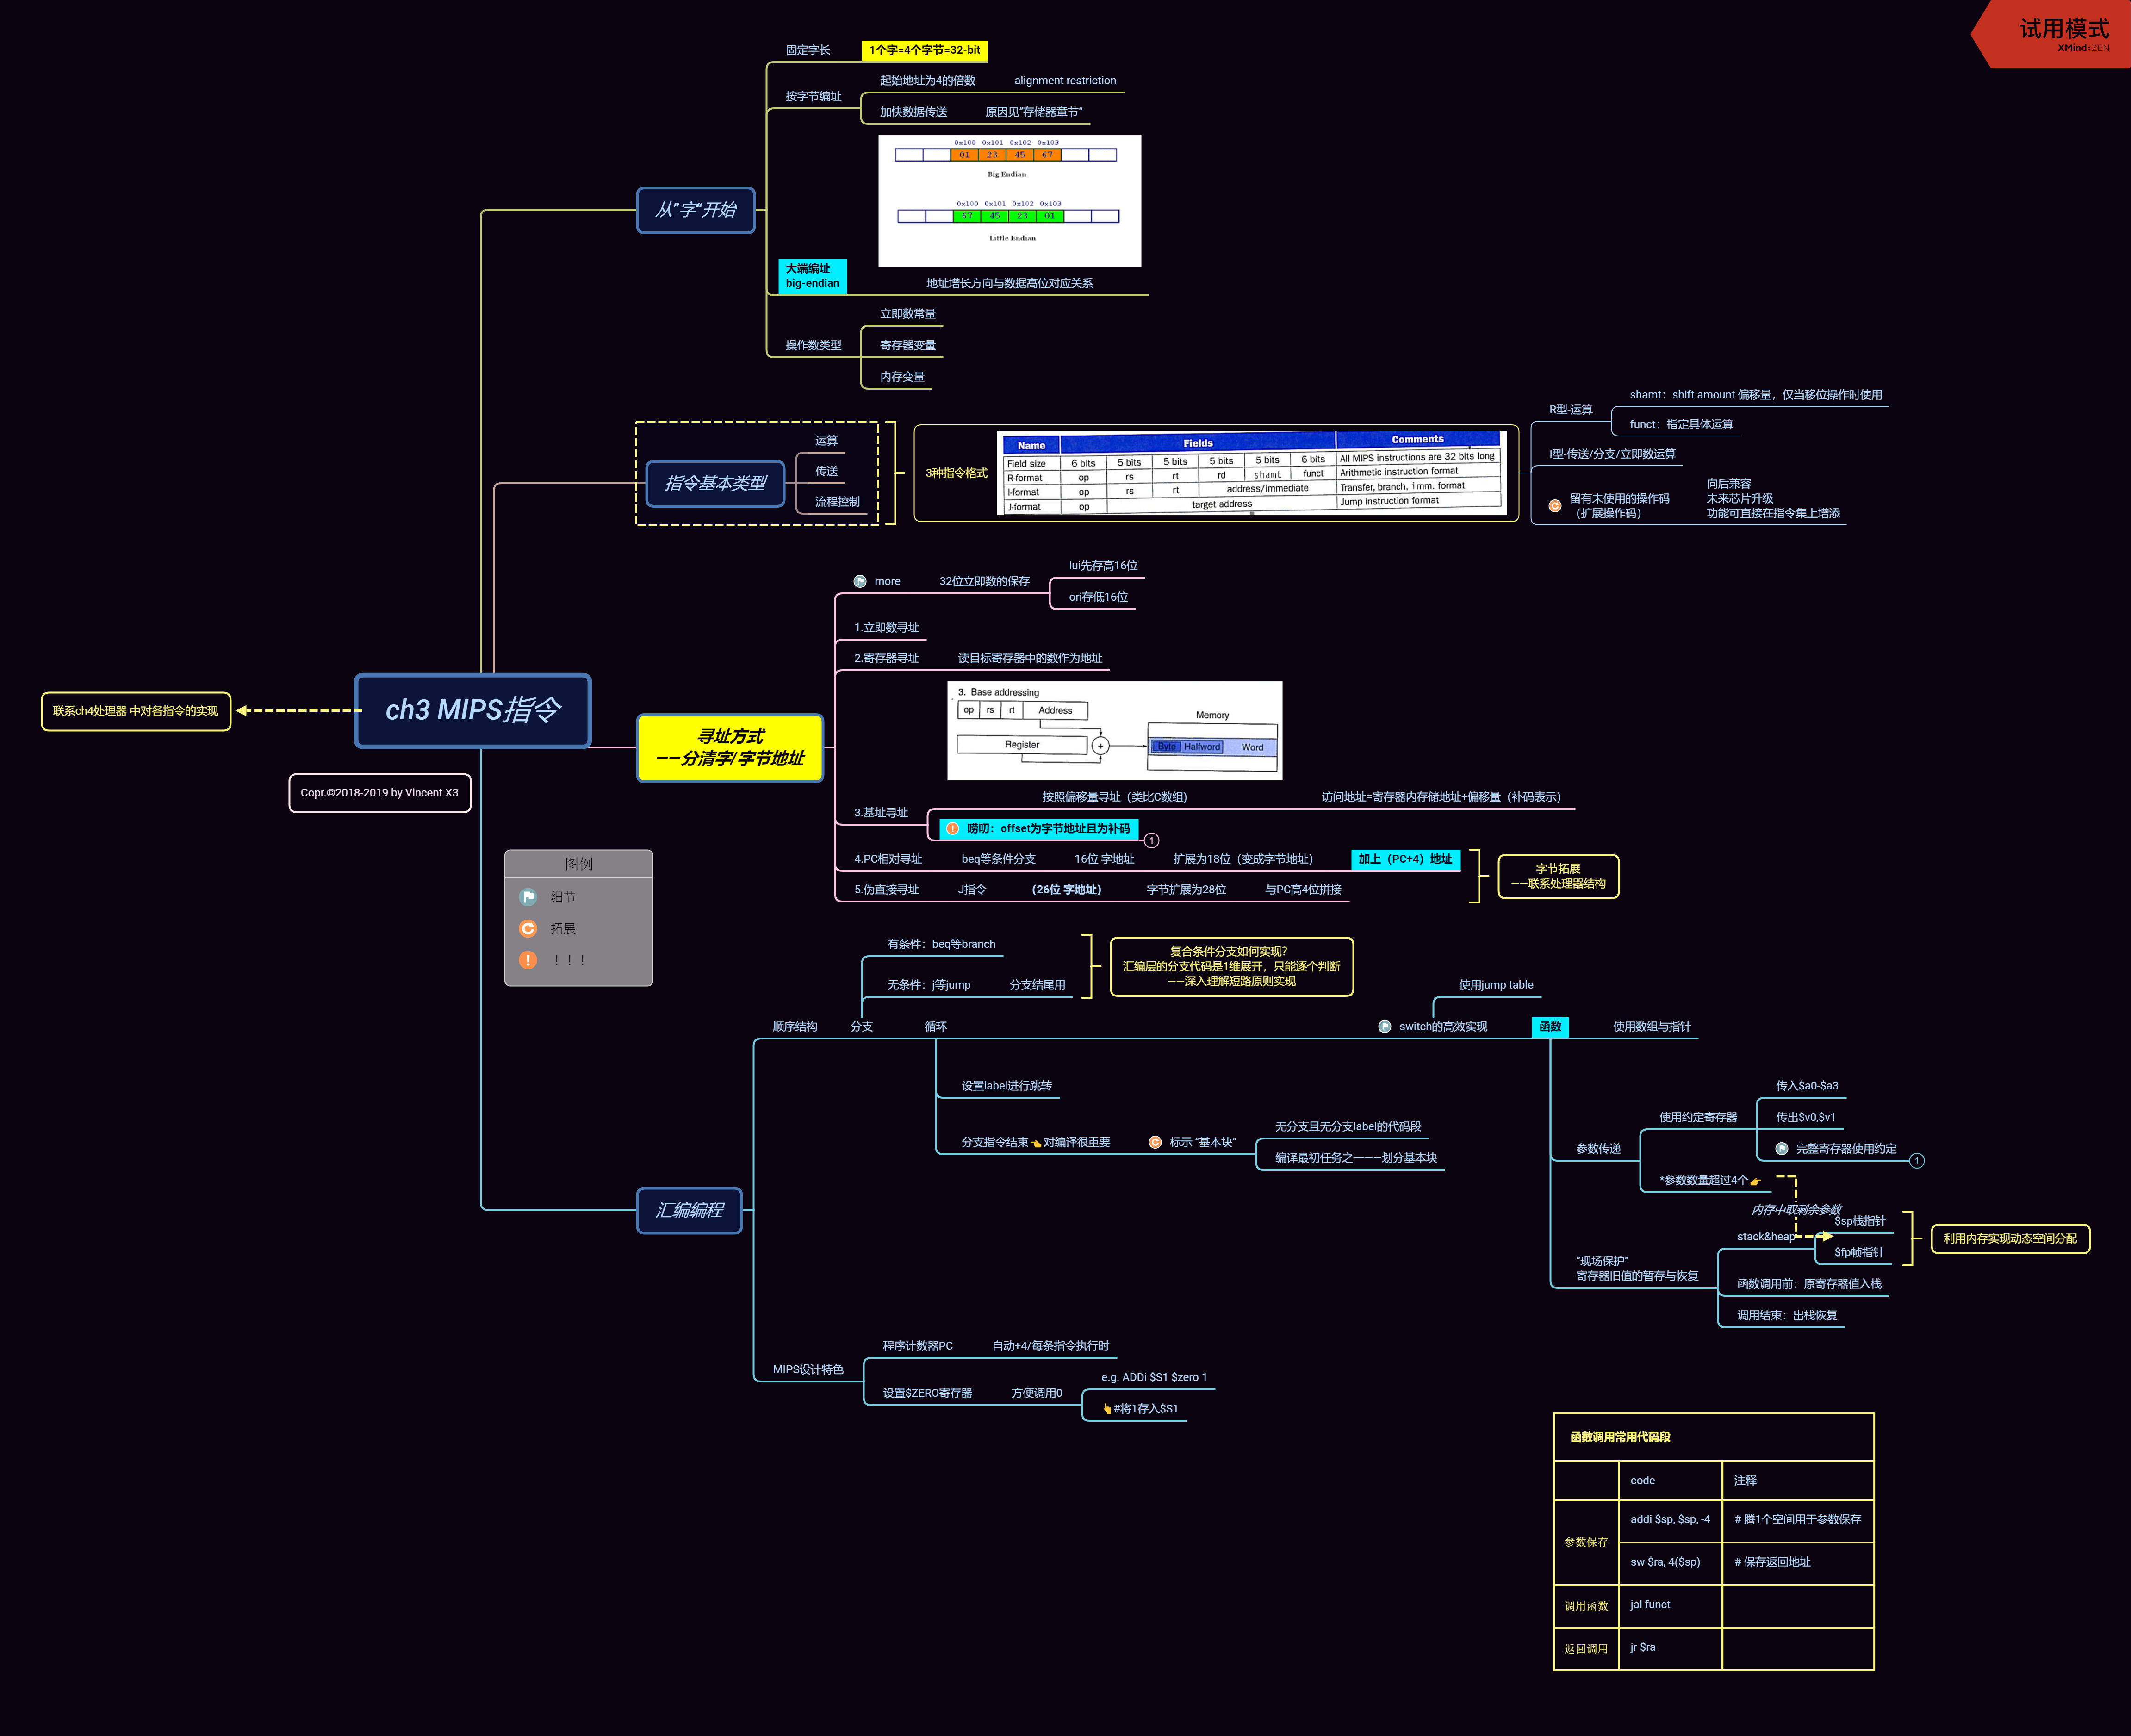 试用模式
XMind:ZEN
固定字长
1个字=4个字节=32-bit
按字节编址
起始地址为4的倍数
alignment restriction
加快数据传送
原因见"存储器章节"
0x100 0x101 0x102 0x103
01 23 45 67
Big Endian
0x100 0x101 0x102 0x103
67 45 23 01
Little Endian
从"字"开始
大端编址
big-endian
地址增长方向与数据高位对应关系
操作数类型
立即数常量
寄存器变量
内存变量
指令基本类型
运算
传送
流程控制
3种指令格式
Name Fields Comments
Field size 6 bits 5 bits 5 bits 5 bits 5 bits 6 bits All MIPS instructions are 32 bits long
R-format op rs rt rd shamt funct Arithmetic instruction format
I-format op rs rt address/immediate Transfer, branch, imm. format
J-format op target address Jump instruction format
R型-运算
shamt：shift amount 偏移量，仅当移位操作时使用
funct：指定具体运算
I型-传送/分支/立即数运算
留有未使用的操作码
（扩展操作码）
向后兼容
未来芯片升级
功能可直接在指令集上增添
联系ch4处理器 中对各指令的实现
ch3 MIPS指令
Copr.©2018-2019 by Vincent X3
图例
细节
拓展
！！！
寻址方式
——分清字/字节地址
more
32位立即数的保存
lui先存高16位
ori存低16位
1.立即数寻址
2.寄存器寻址
读目标寄存器中的数作为地址
3. Base addressing
op rs rt Address
Memory
Register
+
Byte Halfword Word
3.基址寻址
按照偏移量寻址（类比C数组)
访问地址=寄存器内存储地址+偏移量（补码表示）
唠叨：offset为字节地址且为补码
1
4.PC相对寻址
beq等条件分支
16位 字地址
扩展为18位（变成字节地址）
加上（PC+4）地址
5.伪直接寻址
J指令
（26位 字地址）
字节扩展为28位
与PC高4位拼接
字节拓展
——联系处理器结构
汇编编程
顺序结构
分支
有条件：beq等branch
无条件：j等jump
分支结尾用
复合条件分支如何实现？
汇编层的分支代码是1维展开，只能逐个判断
——深入理解短路原则实现
循环
设置label进行跳转
分支指令结束👈对编译很重要
标示 "基本块"
无分支且无分支label的代码段
编译最初任务之一——划分基本块
switch的高效实现
使用jump table
函数
使用数组与指针
参数传递
使用约定寄存器
传入$a0-$a3
传出$v0,$v1
完整寄存器使用约定
1
*参数数量超过4个👉
内存中取剩余参数
"现场保护"
寄存器旧值的暂存与恢复
stack&heap
$sp栈指针
$fp帧指针
利用内存实现动态空间分配
函数调用前：原寄存器值入栈
调用结束：出栈恢复
MIPS设计特色
程序计数器PC
自动+4/每条指令执行时
设置$ZERO寄存器
方便调用0
e.g. ADDi $S1 $zero 1
👆#将1存入$S1
函数调用常用代码段
code 注释
参数保存
addi $sp, $sp, -4 # 腾1个空间用于参数保存
sw $ra, 4($sp) # 保存返回地址
调用函数 jal funct
返回调用 jr $ra